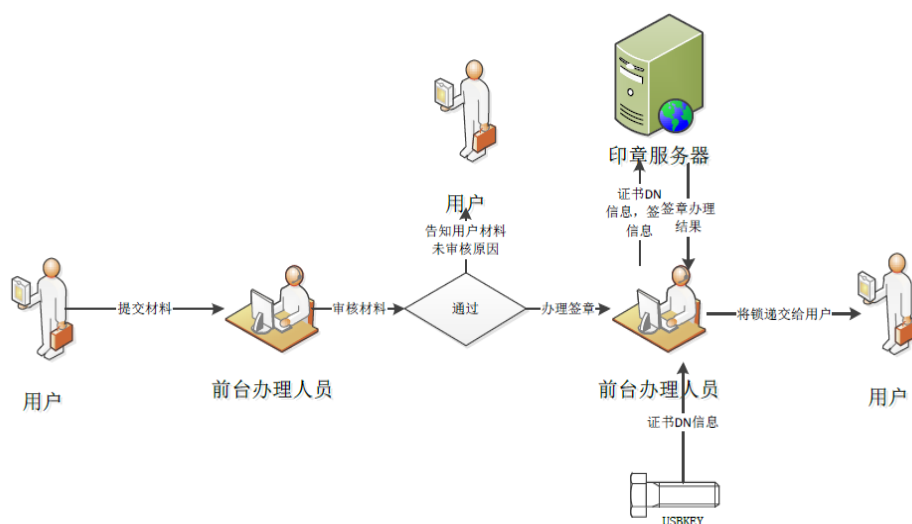 印章服务器
用户
证书DN
信息，签
信息
签章办理
结果
告知用户材料
未审核原因
提交材料
审核材料
通过
办理签章
将锁递交给用户
用户
前台办理人员
前台办理人员
用户
证书DN信息
USBKEY